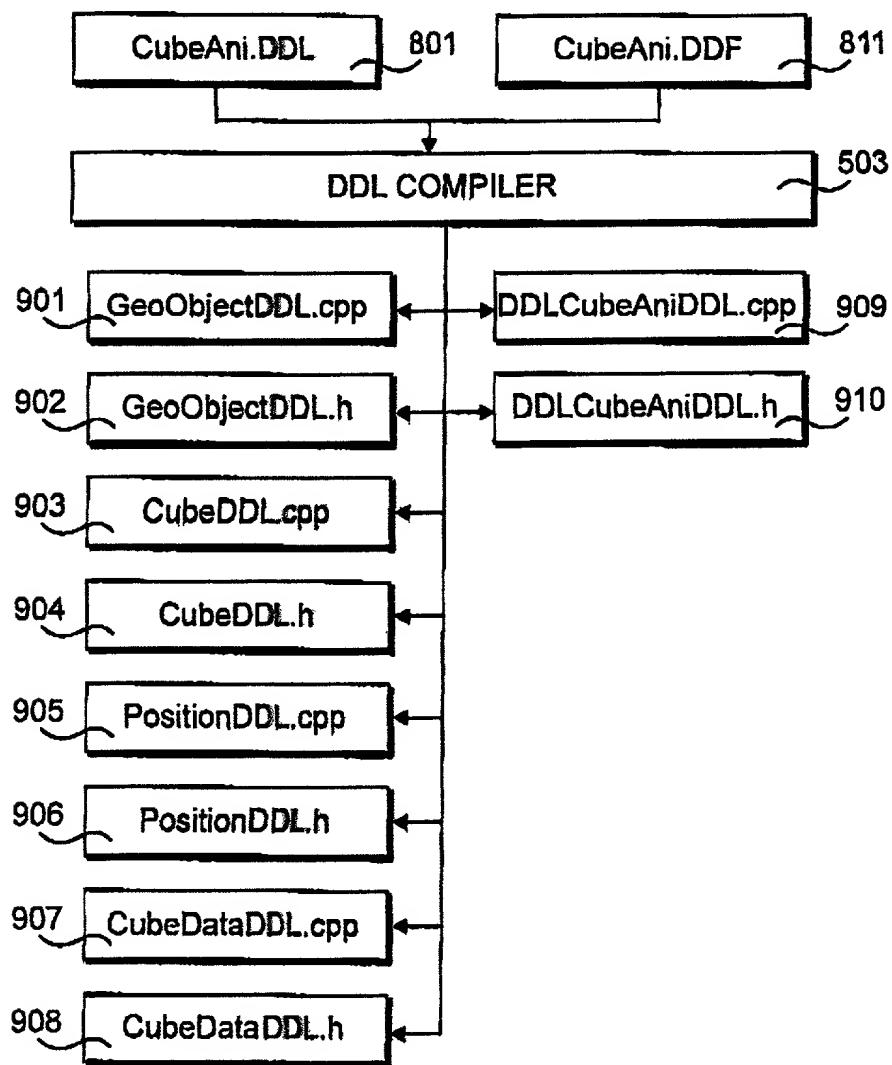 CubeAni.DDL 801 CubeAni.DDF 811
DDL COMPILER 503
901 GeoObjectDDL.cpp DDLCubeAniDDL.cpp 909
902 GeoObjectDDL.h DDLCubeAniDDL.h 910
903 CubeDDL.cpp
904 CubeDDL.h
905 PositionDDL.cpp
906 PositionDDL.h
907 CubeDataDDL.cpp
908 CubeDataDDL.h